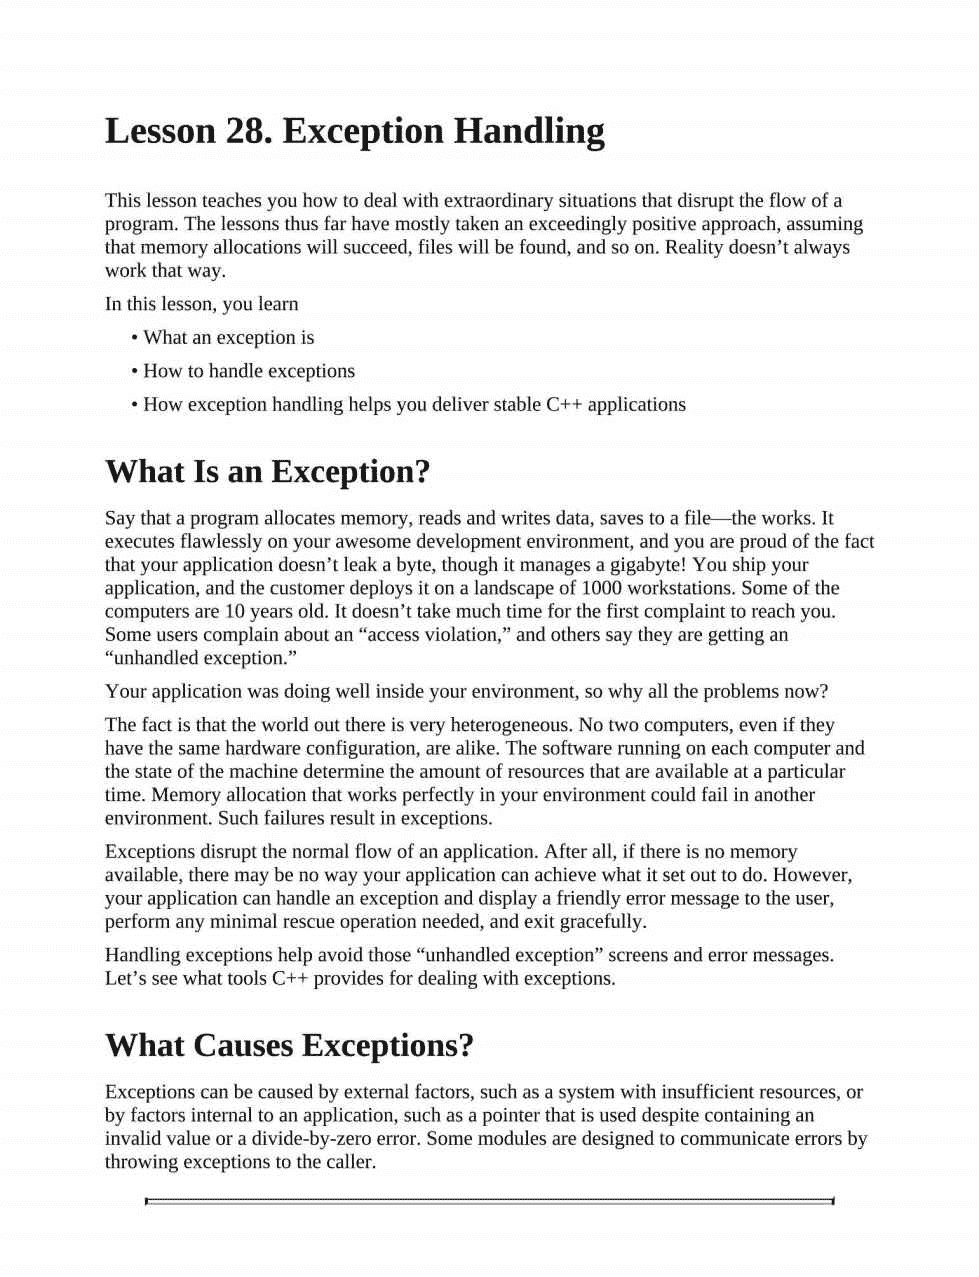 Lesson 28. Exception Handling
This lesson teaches you how to deal with extraordinary situations that disrupt the flow of a
program. The lessons thus far have mostly taken an exceedingly positive approach, assuming
that memory allocations will succeed, files will be found, and so on. Reality doesn’t always
work that way.
In this lesson, you learn
• What an exception is
• How to handle exceptions
• How exception handling helps you deliver stable C++ applications
What Is an Exception?
Say that a program allocates memory, reads and writes data, saves to a file—the works. It
executes flawlessly on your awesome development environment, and you are proud of the fact
that your application doesn’t leak a byte, though it manages a gigabyte! You ship your
application, and the customer deploys it on a landscape of 1000 workstations. Some of the
computers are 10 years old. It doesn’t take much time for the first complaint to reach you.
Some users complain about an “access violation,” and others say they are getting an
“unhandled exception.”
Your application was doing well inside your environment, so why all the problems now?
The fact is that the world out there is very heterogeneous. No two computers, even if they
have the same hardware configuration, are alike. The software running on each computer and
the state of the machine determine the amount of resources that are available at a particular
time. Memory allocation that works perfectly in your environment could fail in another
environment. Such failures result in exceptions.
Exceptions disrupt the normal flow of an application. After all, if there is no memory
available, there may be no way your application can achieve what it set out to do. However,
your application can handle an exception and display a friendly error message to the user,
perform any minimal rescue operation needed, and exit gracefully.
Handling exceptions help avoid those “unhandled exception” screens and error messages.
Let’s see what tools C++ provides for dealing with exceptions.
What Causes Exceptions?
Exceptions can be caused by external factors, such as a system with insufficient resources, or
by factors internal to an application, such as a pointer that is used despite containing an
invalid value or a divide-by-zero error. Some modules are designed to communicate errors by
throwing exceptions to the caller.